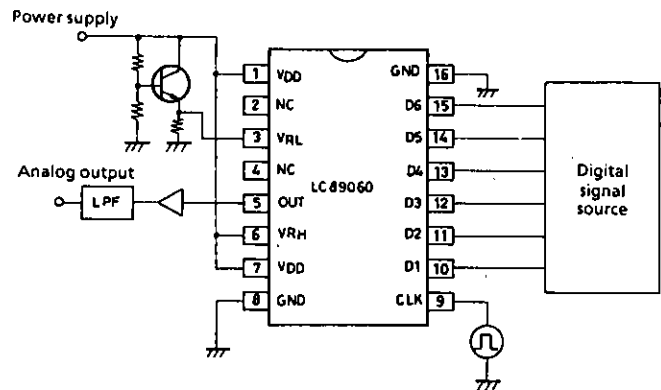 Power supply
1 VDD
2 NC
3 VRL
4 NC
5 OUT
6 VRH
7 VDD
8 GND
LC89060
GND 16
D6 15
D5 14
D4 13
D3 12
D2 11
D1 10
CLK 9
Analog output
LPF
Digital
signal
source